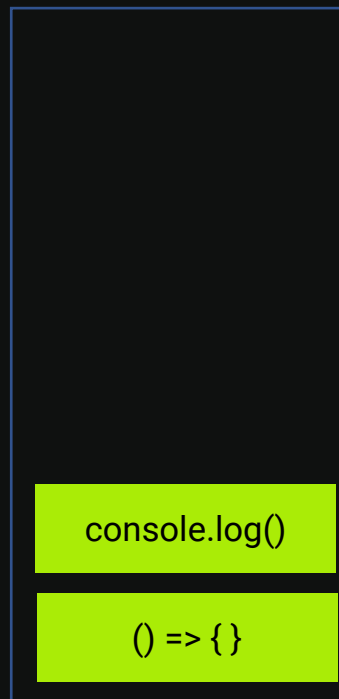 console.log()
() => { }